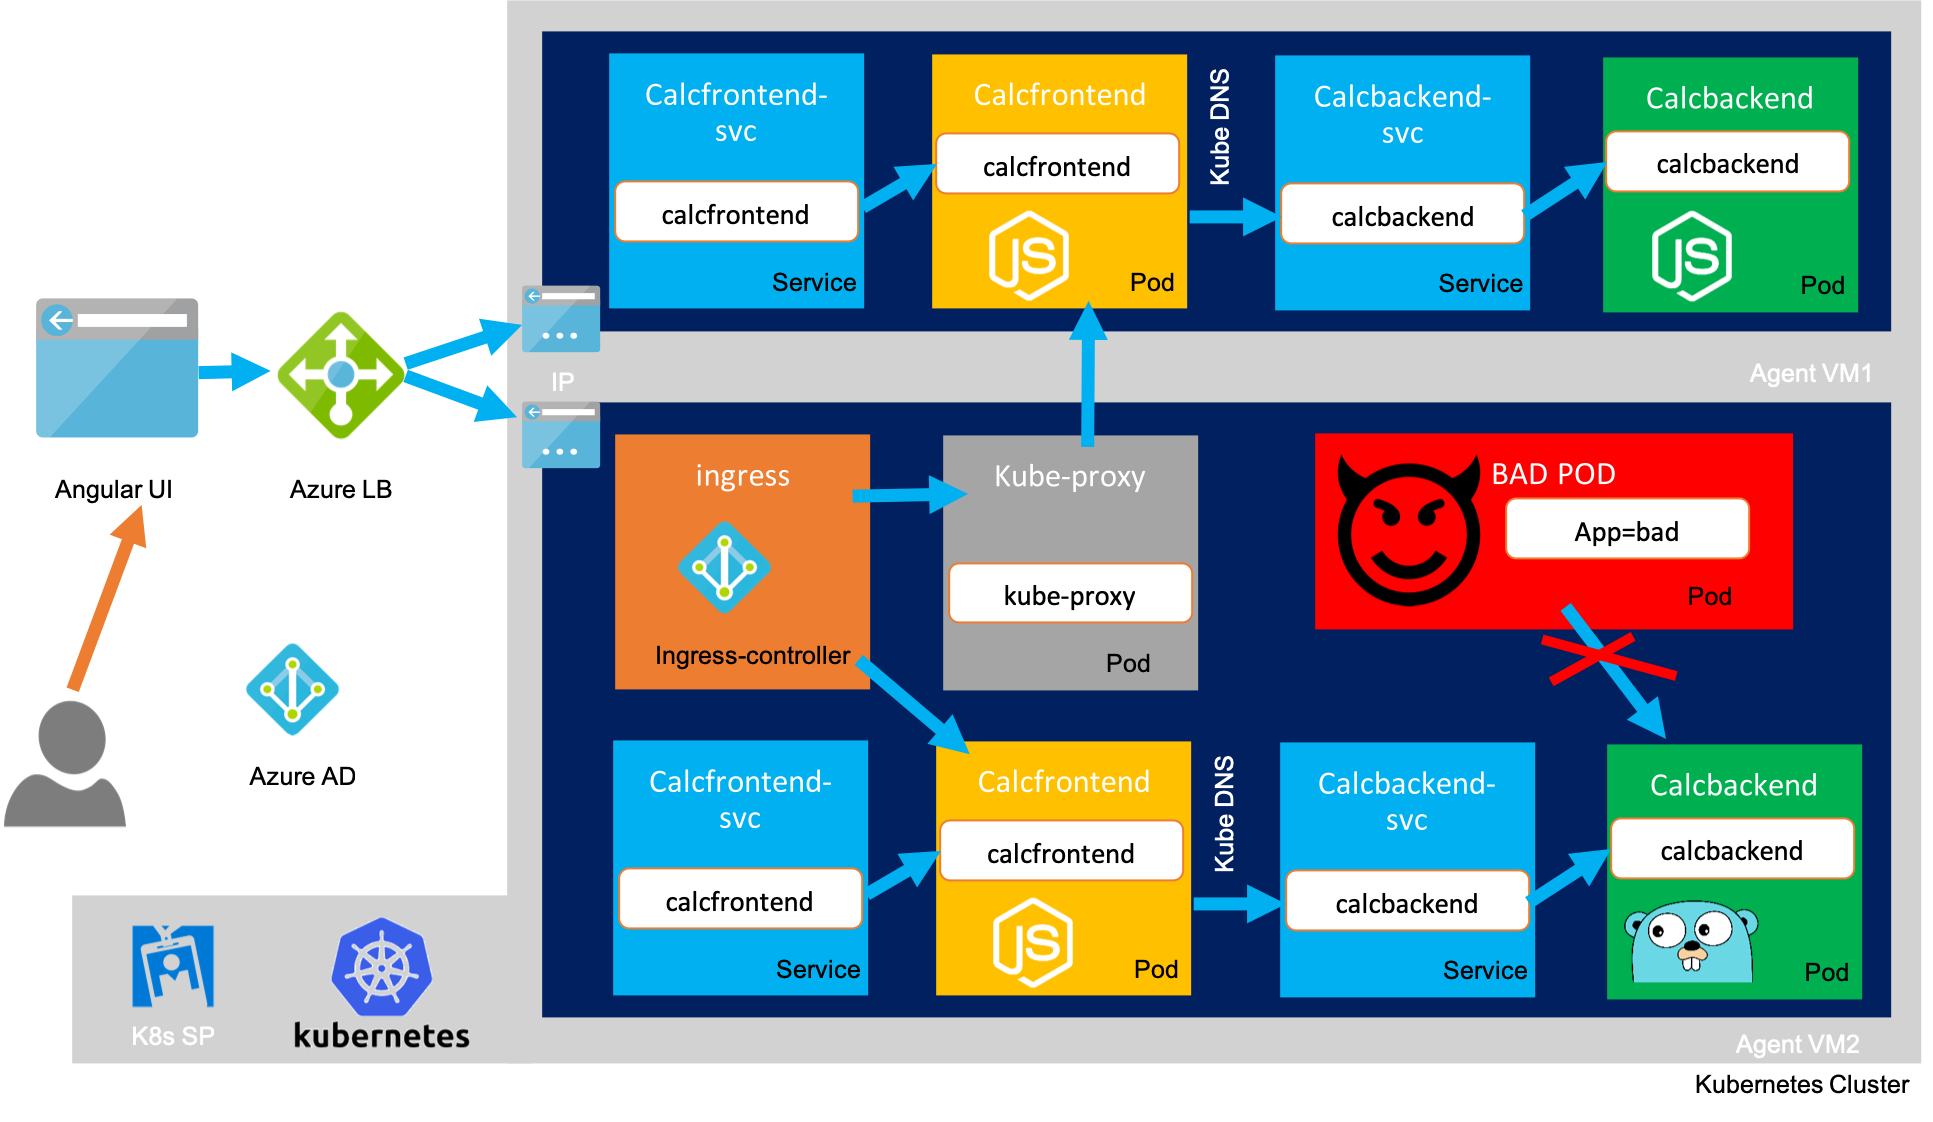 Calcfrontend-
svc
calcfrontend
Service
Calcfrontend
calcfrontend
JS
Pod
Kube DNS
Calcbackend-
svc
calcbackend
Service
Calcbackend
calcbackend
JS
Pod
IP
Agent VM1
Angular UI
Azure LB
Azure AD
ingress
Ingress-controller
Kube-proxy
kube-proxy
Pod
BAD POD
App=bad
Pod
Calcfrontend-
svc
calcfrontend
Service
Calcfrontend
calcfrontend
JS
Pod
Kube DNS
Calcbackend-
svc
calcbackend
Service
Calcbackend
calcbackend
Pod
K8s SP
kubernetes
Agent VM2
Kubernetes Cluster